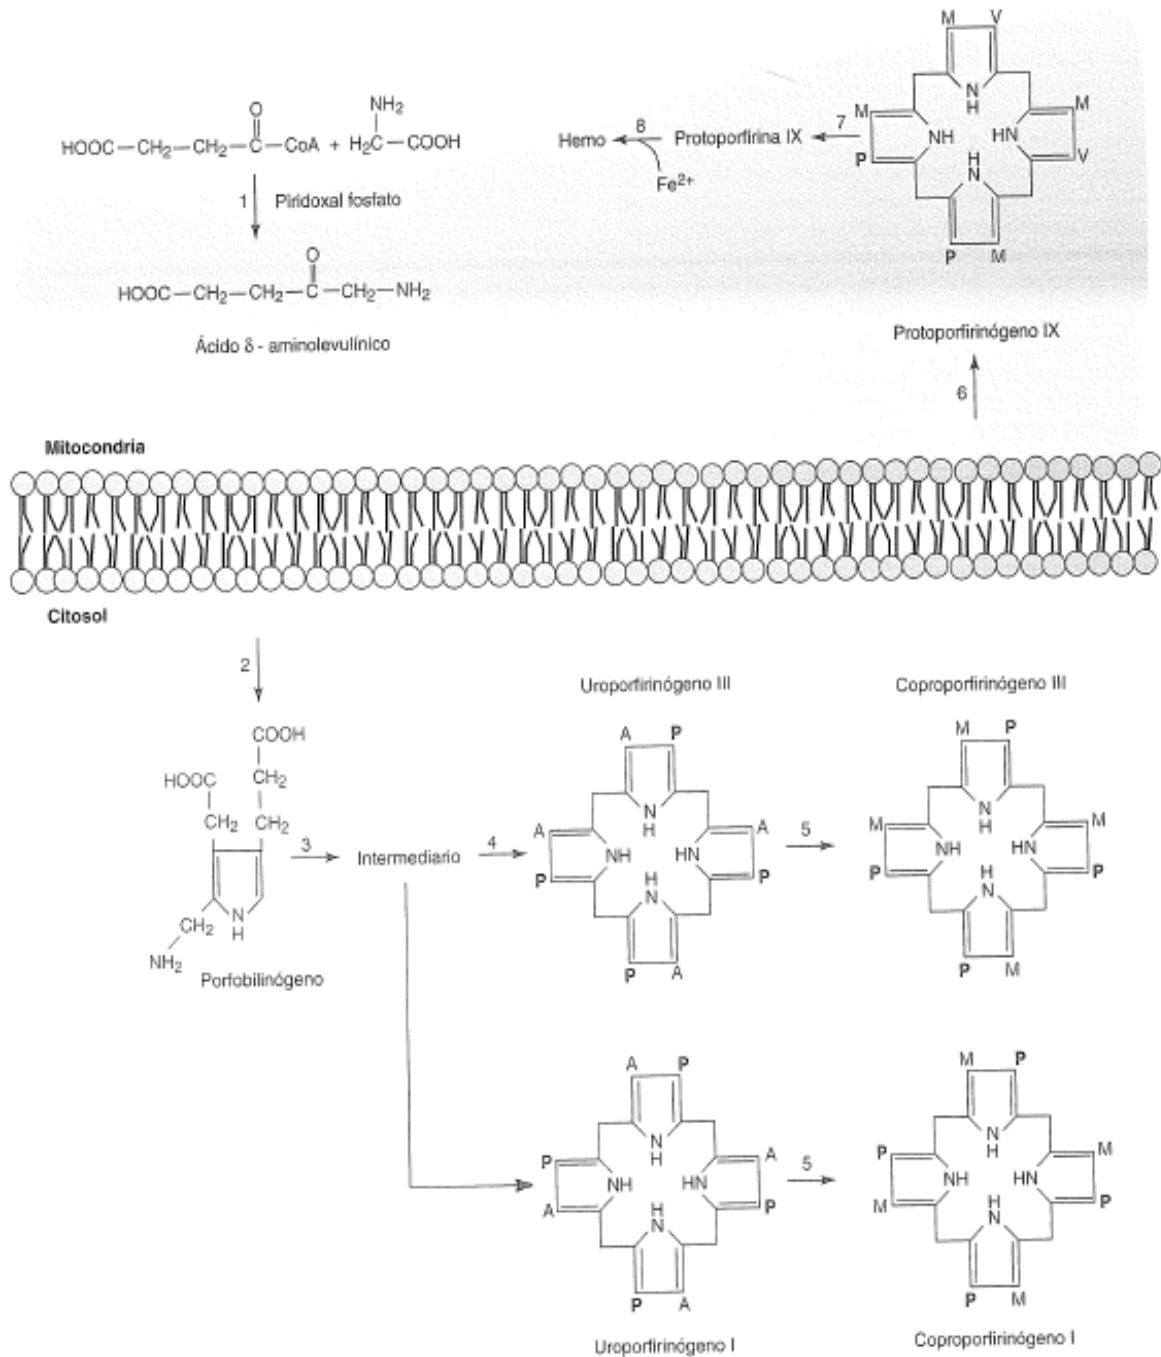 NH2
O
HOOC—CH2—CH2—C—CoA + H2C—COOH
1 Piridoxal fosfato
O
HOOC—CH2—CH2—C—CH2—NH2
Ácido δ - aminolevulínico
Hemo 8 Protoporfirina IX 7
Fe2+
M V
M N H M
P NH HN V
H N
P M
Protoporfirinógeno IX
6
Mitocondria
Citosol
2
COOH
HOOC CH2
CH2 CH2
CH2 N H
NH2
Porfobilinógeno
3
Intermediario
4
Uroporfirinógeno III
A P
N H
A A
NH HN
P P
H N
P A
5
Coproporfirinógeno III
M P
N H
M M
NH HN
P P
H N
P M
A P
N H
P A
NH HN
A P
H N
P A
Uroporfirinógeno I
5
M P
N H
P M
NH HN
M P
H N
P M
Coproporfirinógeno I